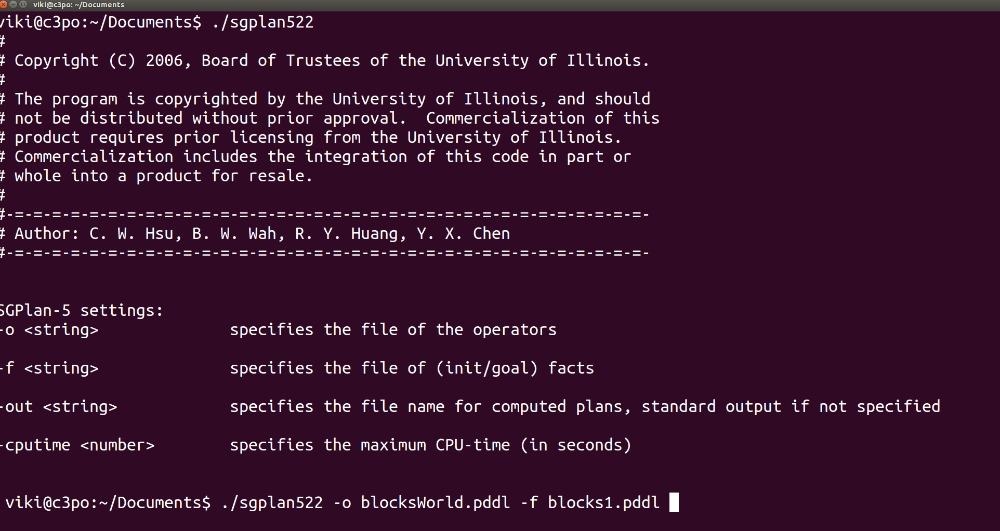 viki@c3po: ~/Documents
viki@c3po:~/Documents$ ./sgplan522
#
# Copyright (C) 2006, Board of Trustees of the University of Illinois.
#
# The program is copyrighted by the University of Illinois, and should
# not be distributed without prior approval.  Commercialization of this
# product requires prior licensing from the University of Illinois.
# Commercialization includes the integration of this code in part or
# whole into a product for resale.
#
#-=-=-=-=-=-=-=-=-=-=-=-=-=-=-=-=-=-=-=-=-=-=-=-=-=-=-=-=-=-=-=-=-=-=-
# Author: C. W. Hsu, B. W. Wah, R. Y. Huang, Y. X. Chen
#-=-=-=-=-=-=-=-=-=-=-=-=-=-=-=-=-=-=-=-=-=-=-=-=-=-=-=-=-=-=-=-=-=-=-
SGPlan-5 settings:
-o <string>              specifies the file of the operators
-f <string>              specifies the file of (init/goal) facts
-out <string>            specifies the file name for computed plans, standard output if not specified
-cputime <number>        specifies the maximum CPU-time (in seconds)
viki@c3po:~/Documents$ ./sgplan522 -o blocksWorld.pddl -f blocks1.pddl